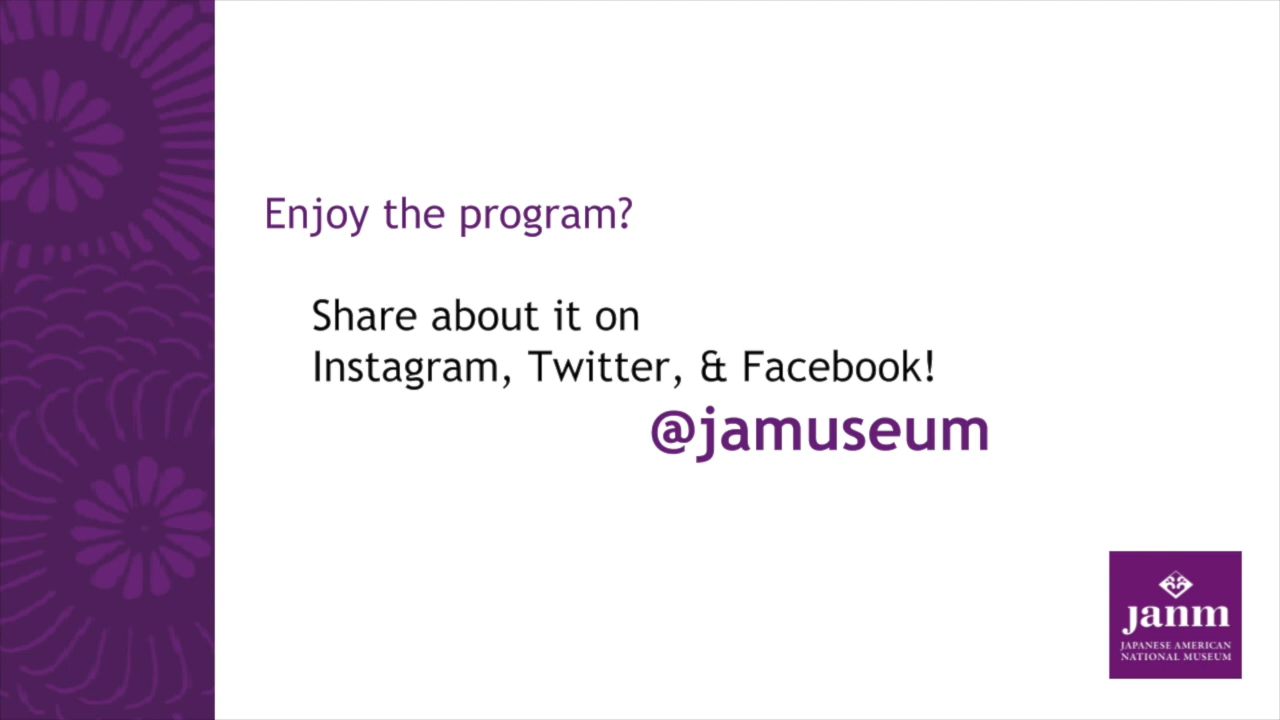 Enjoy the program?
Share about it on
Instagram, Twitter, & Facebook!
@jamuseum
janm
JAPANESE AMERICAN
NATIONAL MUSEUM